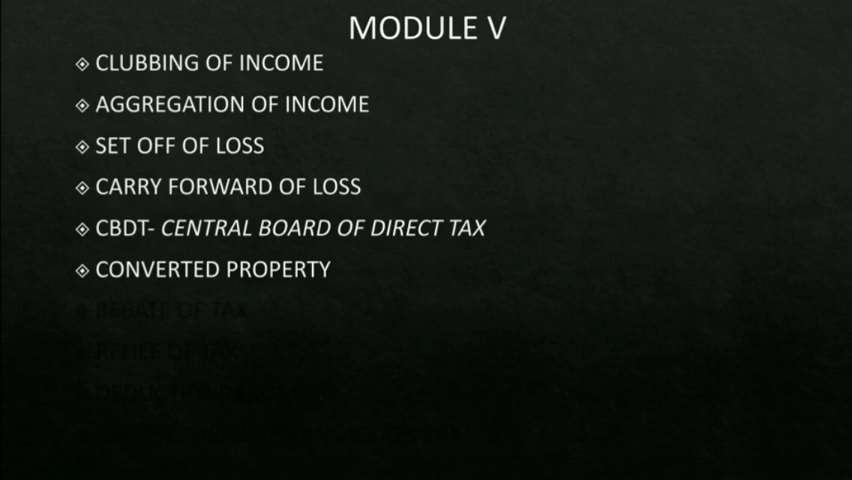 MODULE V
CLUBBING OF INCOME
AGGREGATION OF INCOME
SET OFF OF LOSS
CARRY FORWARD OF LOSS
CBDT- CENTRAL BOARD OF DIRECT TAX
CONVERTED PROPERTY
REBATE OF TAX
RELIEF OF TAX